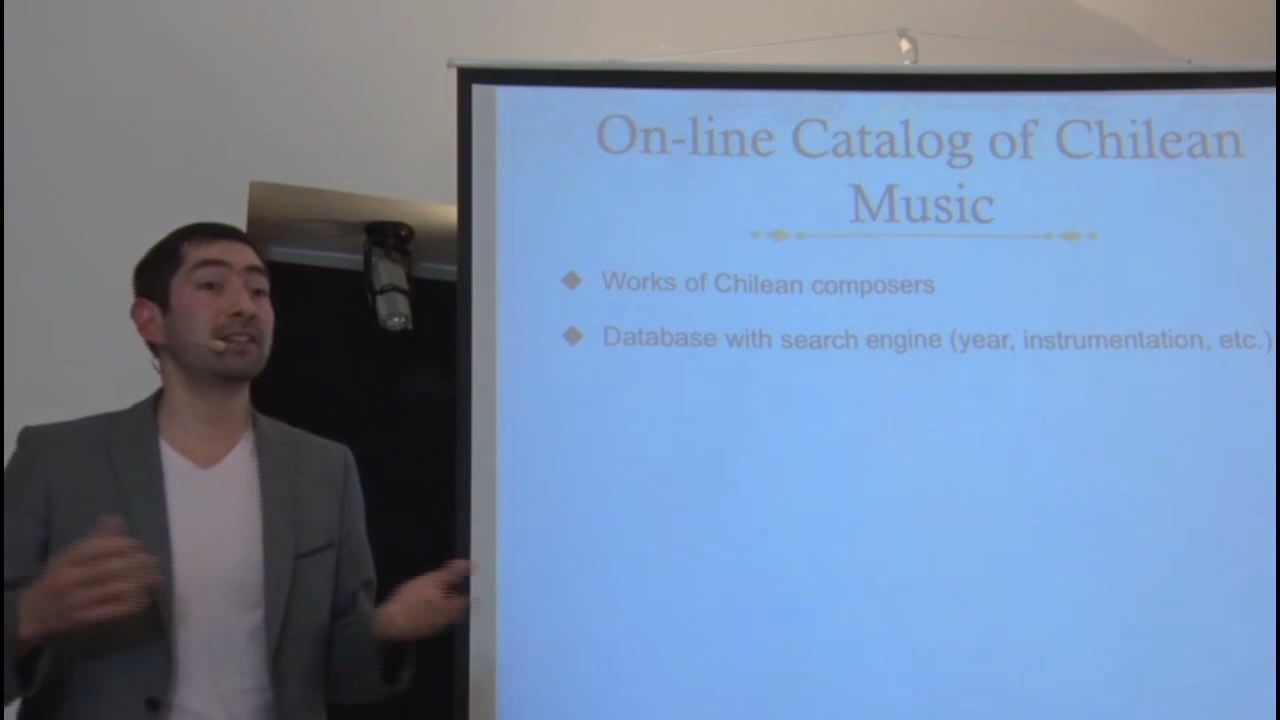 On-line Catalog of Chilean
Music
Works of Chilean composers
Database with search engine (year, instrumentation, etc.)